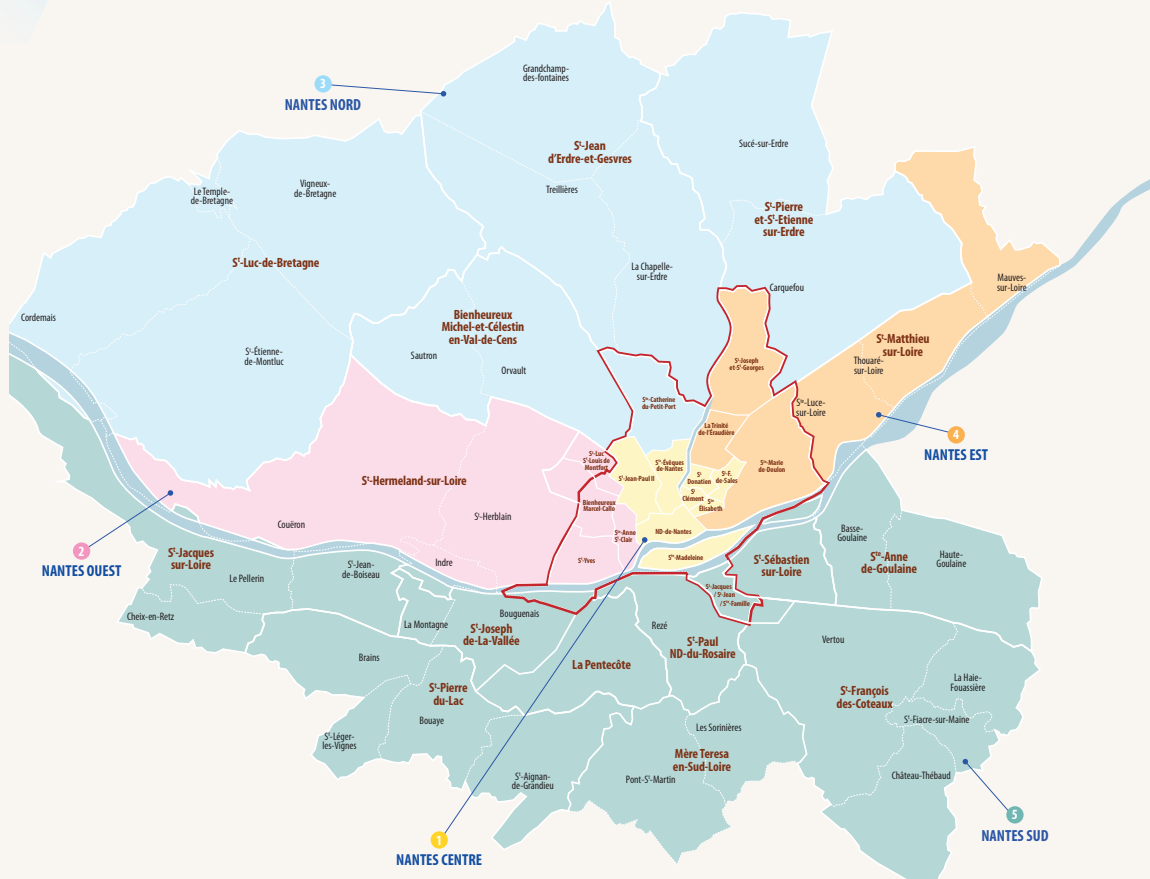 Grandchamp-
des-fontaines
3
NANTES NORD
Sᵗ-Jean
d'Erdre-et-Gesvres
Sucé-sur-Erdre
Treillières
Le Temple-
de-Bretagne
Vigneux-
de-Bretagne
Sᵗ-Pierre
et-Sᵗ-Etienne
sur-Erdre
Sᵗ-Luc-de-Bretagne
La Chapelle-
sur-Erdre
Carquefou
Mauves-
sur-Loire
Cordemais
Bienheureux
Michel-et-Célestin
en-Val-de-Cens
Sautron
Orvault
Sᵗ-Étienne-
de-Montluc
Sᵗ-Matthieu
sur-Loire
Thouaré-
sur-Loire
Sᵗ-Joseph
et-Sᵗ-Georges
Sᵗᵉ-Catherine
du-Petit-Port
Sᵗᵉ-Luce-
sur-Loire
La Trinité
de-l'Éraudière
4
NANTES EST
Sᵗ-Luc
Sᵗ-Louis de
Montfort
Sᵗˢ-Évêques
de-Nantes
Sᵗᵉ-Marie
de-Doulon
Sᵗ-Jean-Paul II
Sᵗ
Donatien
Sᵗ-F.
de-Sales
Sᵗ
Clément
Sᵗᵉ
Élisabeth
Sᵗ-Hermeland-sur-Loire
Bienheureux
Marcel-Callo
Sᵗ-Herblain
Couëron
Sᵗᵉ-Anne
Sᵗ-Clair
ND-de-Nantes
Sᵗᵉ-Madeleine
Sᵗ-Yves
Indre
2
NANTES OUEST
Sᵗ-Jacques
sur-Loire
Le Pellerin
Sᵗ-Jean-
de-Boiseau
Basse-
Goulaine
Sᵗᵉ-Anne
de-Goulaine
Haute-
Goulaine
Sᵗ-Sébastien
sur-Loire
Sᵗ-Jacques
/ Sᵗ-Jean
/ Sᵗᵉ-Famille
Cheix-en-Retz
La Montagne
Bouguenais
Sᵗ-Joseph
de-La-Vallée
Rezé
Sᵗ-Paul
ND-du-Rosaire
Vertou
Brains
La Pentecôte
Sᵗ-Pierre
du-Lac
Bouaye
Sᵗ-François
des-Coteaux
La Haie-
Fouassière
Sᵗ-Fiacre-sur-Maine
Sᵗ-Léger-
les-Vignes
Les Sorinières
Mère Teresa
en-Sud-Loire
Sᵗ-Aignan-
de-Grandieu
Pont-Sᵗ-Martin
Château-Thébaud
5
NANTES SUD
1
NANTES CENTRE